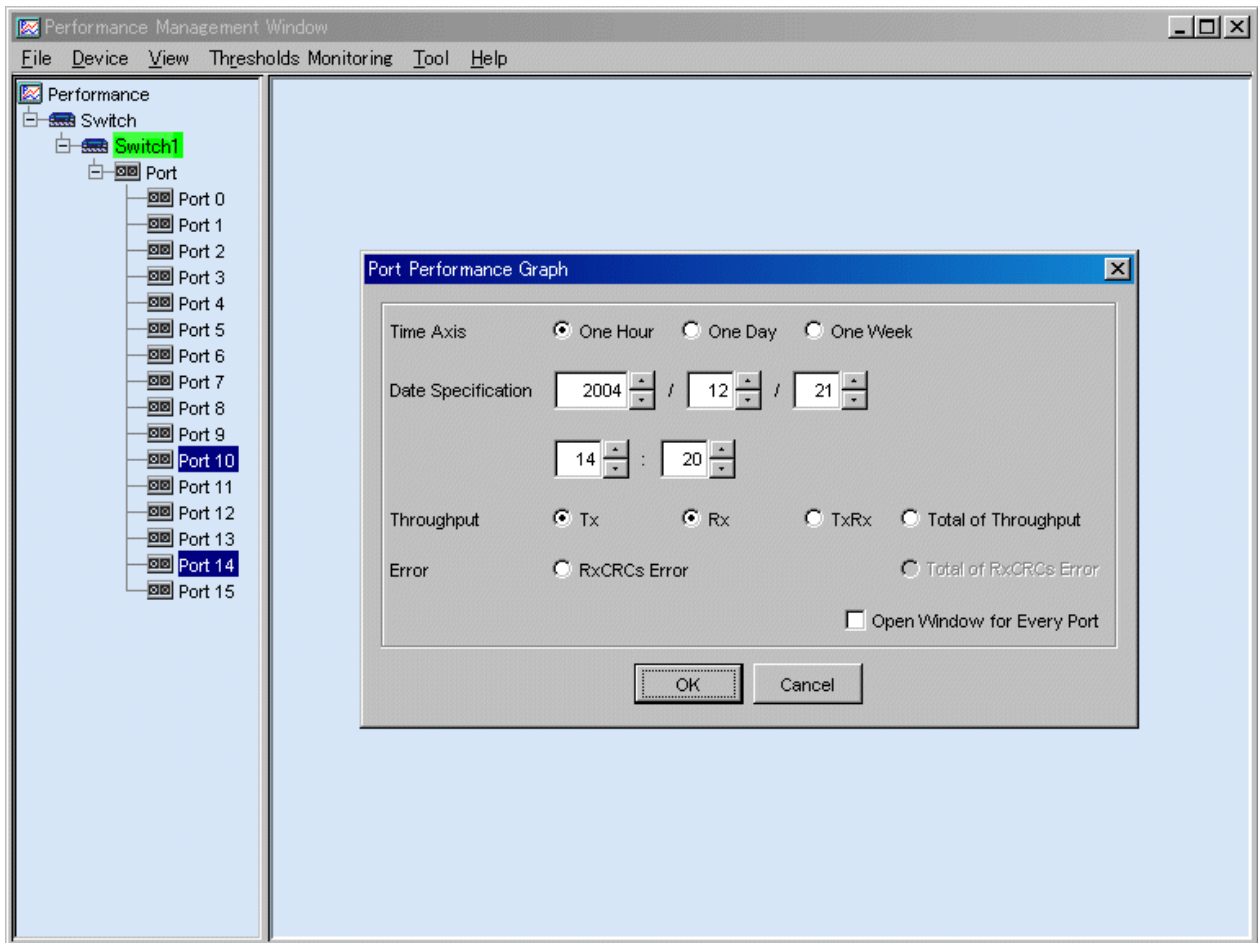 Performance Management Window
File Device View Thresholds Monitoring Tool Help
Performance
Switch
Switch1
Port
Port 0
Port 1
Port 2
Port 3
Port 4
Port 5
Port 6
Port 7
Port 8
Port 9
Port 10
Port 11
Port 12
Port 13
Port 14
Port 15
Port Performance Graph
Time Axis One Hour One Day One Week
Date Specification 2004 / 12 / 21
14 : 20
Throughput Tx Rx TxRx Total of Throughput
Error RxCRCs Error Total of RxCRCs Error
Open Window for Every Port
OK Cancel